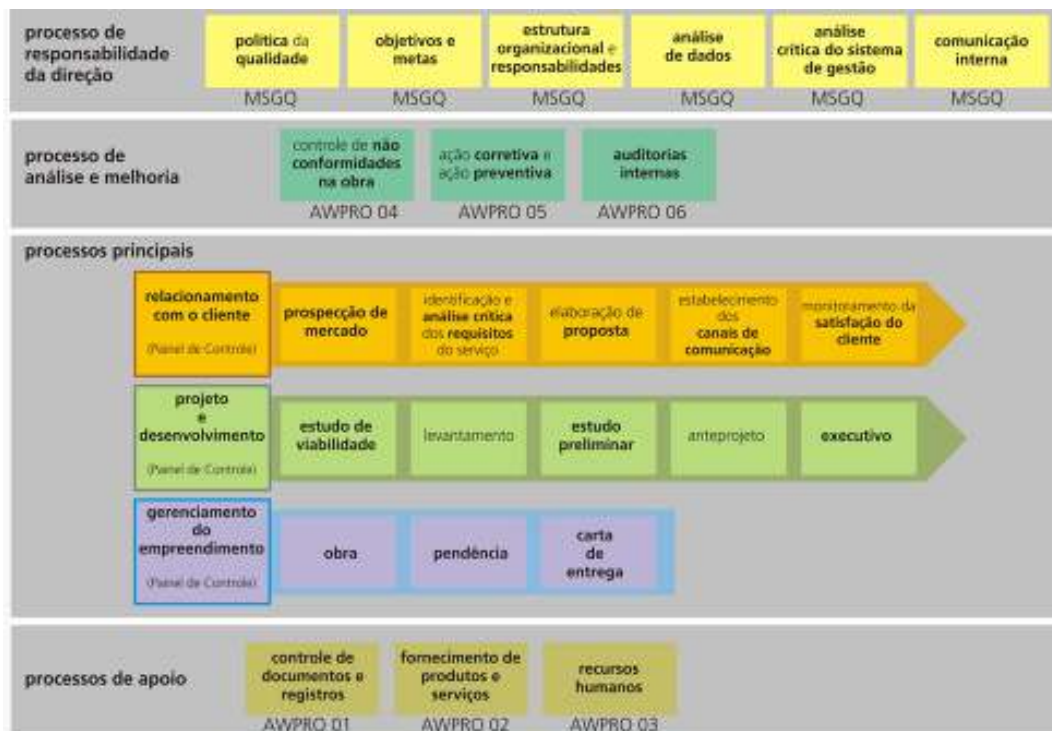 processo de
responsabilidade
da direção
política da
qualidade
MSGQ
objetivos e
metas
MSGQ
estrutura
organizacional e
responsabilidades
MSGQ
análise
de dados
MSGQ
análise
crítica do sistema
de gestão
MSGQ
comunicação
interna
MSGQ
processo de
análise e melhoria
controle de não
conformidades
na obra
AWPRO 04
ação corretiva e
ação preventiva
AWPRO 05
auditorias
internas
AWPRO 06
processos principais
relacionamento
com o cliente
(Painel de Controle)
prospecção de
mercado
identificação e
análise crítica
dos requisitos
do serviço
elaboração de
proposta
estabelecimento
dos
canais de
comunicação
monitoramento da
satisfação do
cliente
projeto
e
desenvolvimento
(Painel de Controle)
estudo de
viabilidade
levantamento
estudo
preliminar
anteprojeto
executivo
gerenciamento
do
empreendimento
(Painel de Controle)
obra
pendência
carta
de
entrega
processos de apoio
controle de
documentos e
registros
AWPRO 01
fornecimento de
produtos e
serviços
AWPRO 02
recursos
humanos
AWPRO 03